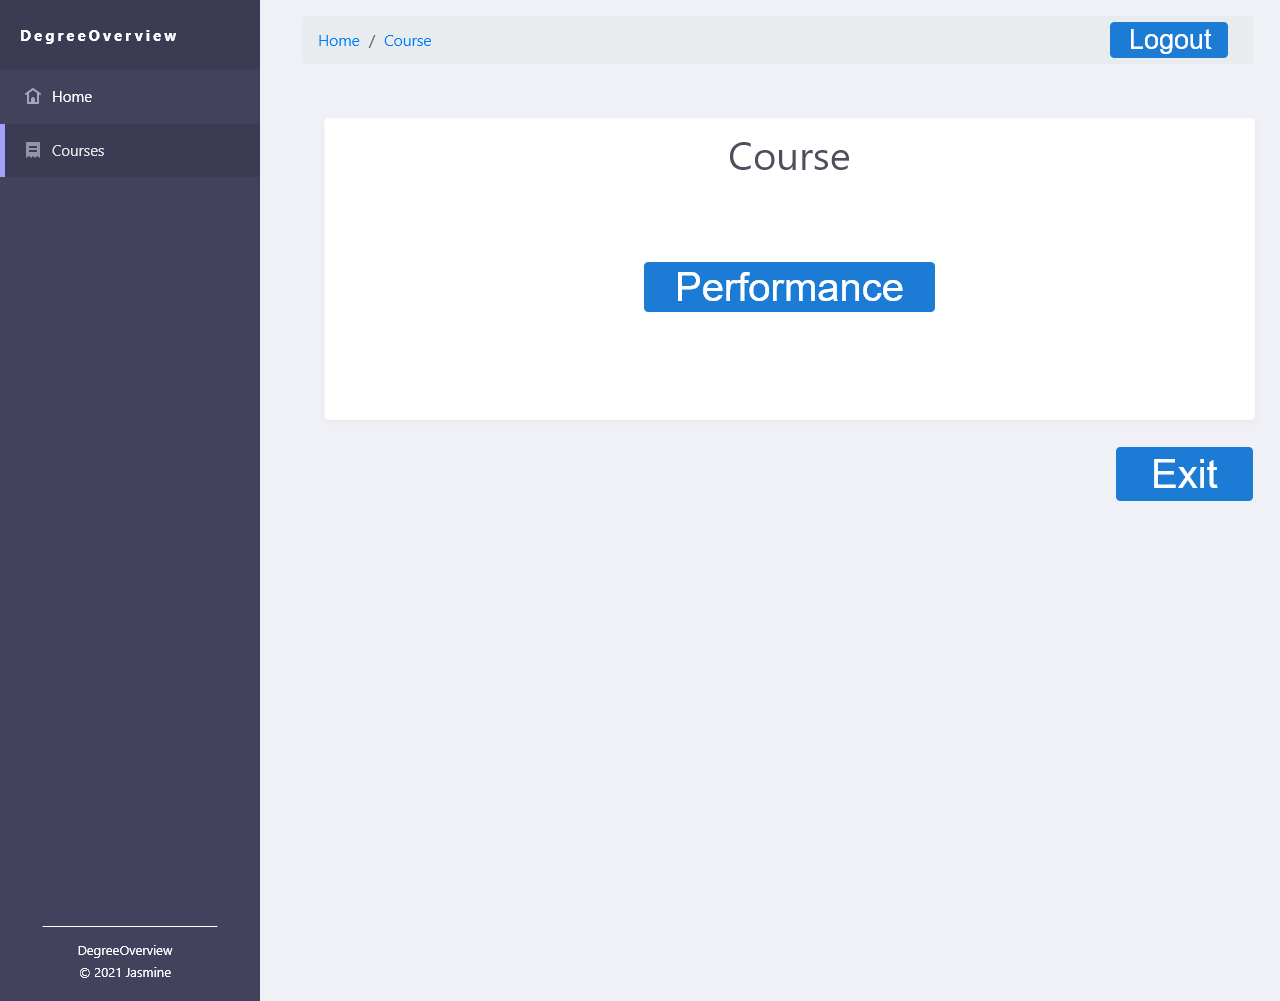 DegreeOverview
Home
Courses
Home / Course
Logout
Course
Performance
Exit
DegreeOverview
© 2021 Jasmine